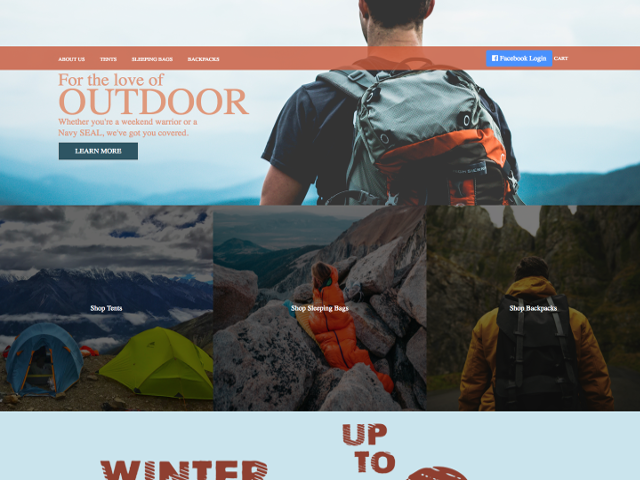 ABOUT US TENTS SLEEPING BAGS BACKPACKS Facebook Login CART
For the love of
OUTDOOR
Whether you're a weekend warrior or a
Navy SEAL, we've got you covered.
LEARN MORE
Shop Tents Shop Sleeping Bags Shop Backpacks
UP
TO
WINTER